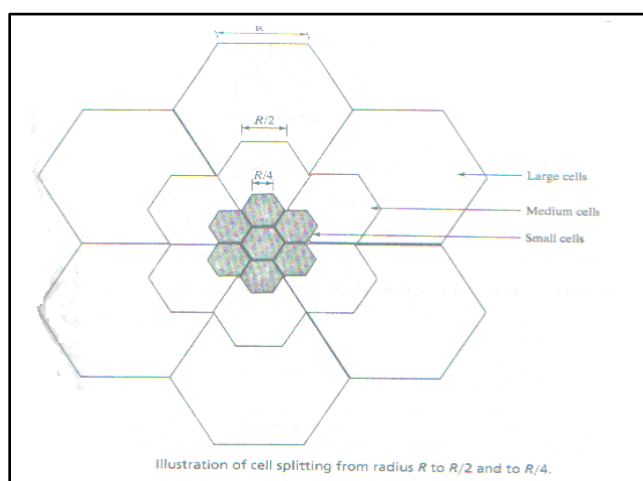 R
R/2
R/4
Large cells
Medium cells
Small cells
Illustration of cell splitting from radius R to R/2 and to R/4.